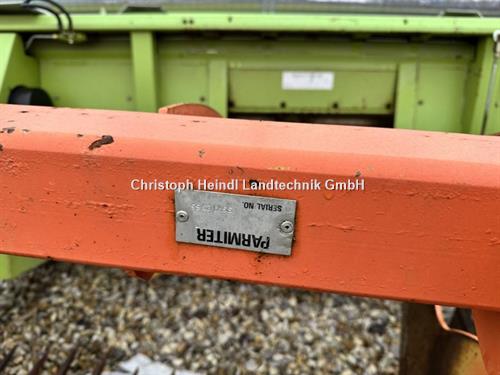 Christoph Heindl Landtechnik GmbH
PARMITER
SERIAL NO.